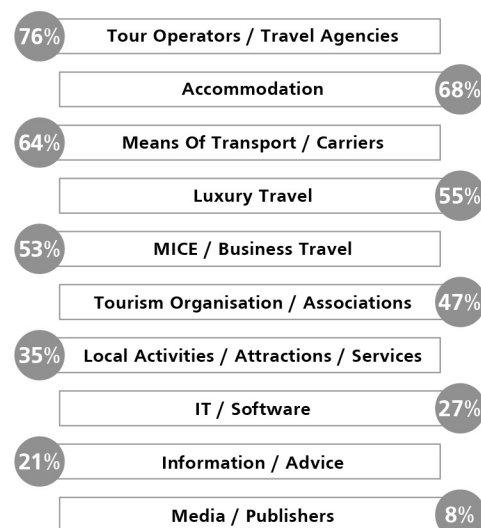 76% Tour Operators / Travel Agencies
Accommodation 68%
64% Means Of Transport / Carriers
Luxury Travel 55%
53% MICE / Business Travel
Tourism Organisation / Associations 47%
35% Local Activities / Attractions / Services
IT / Software 27%
21% Information / Advice
Media / Publishers 8%